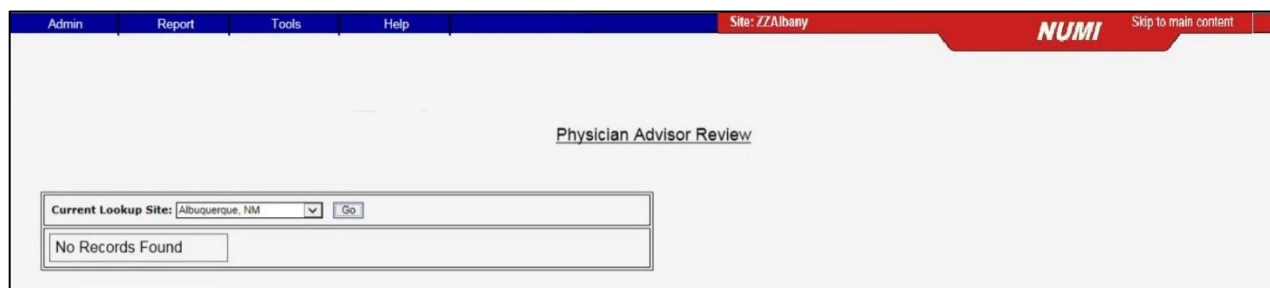 Admin Report Tools Help Site: ZZAlbany NUMI Skip to main content
Physician Advisor Review
Current Lookup Site: Albuquerque, NM Go
No Records Found